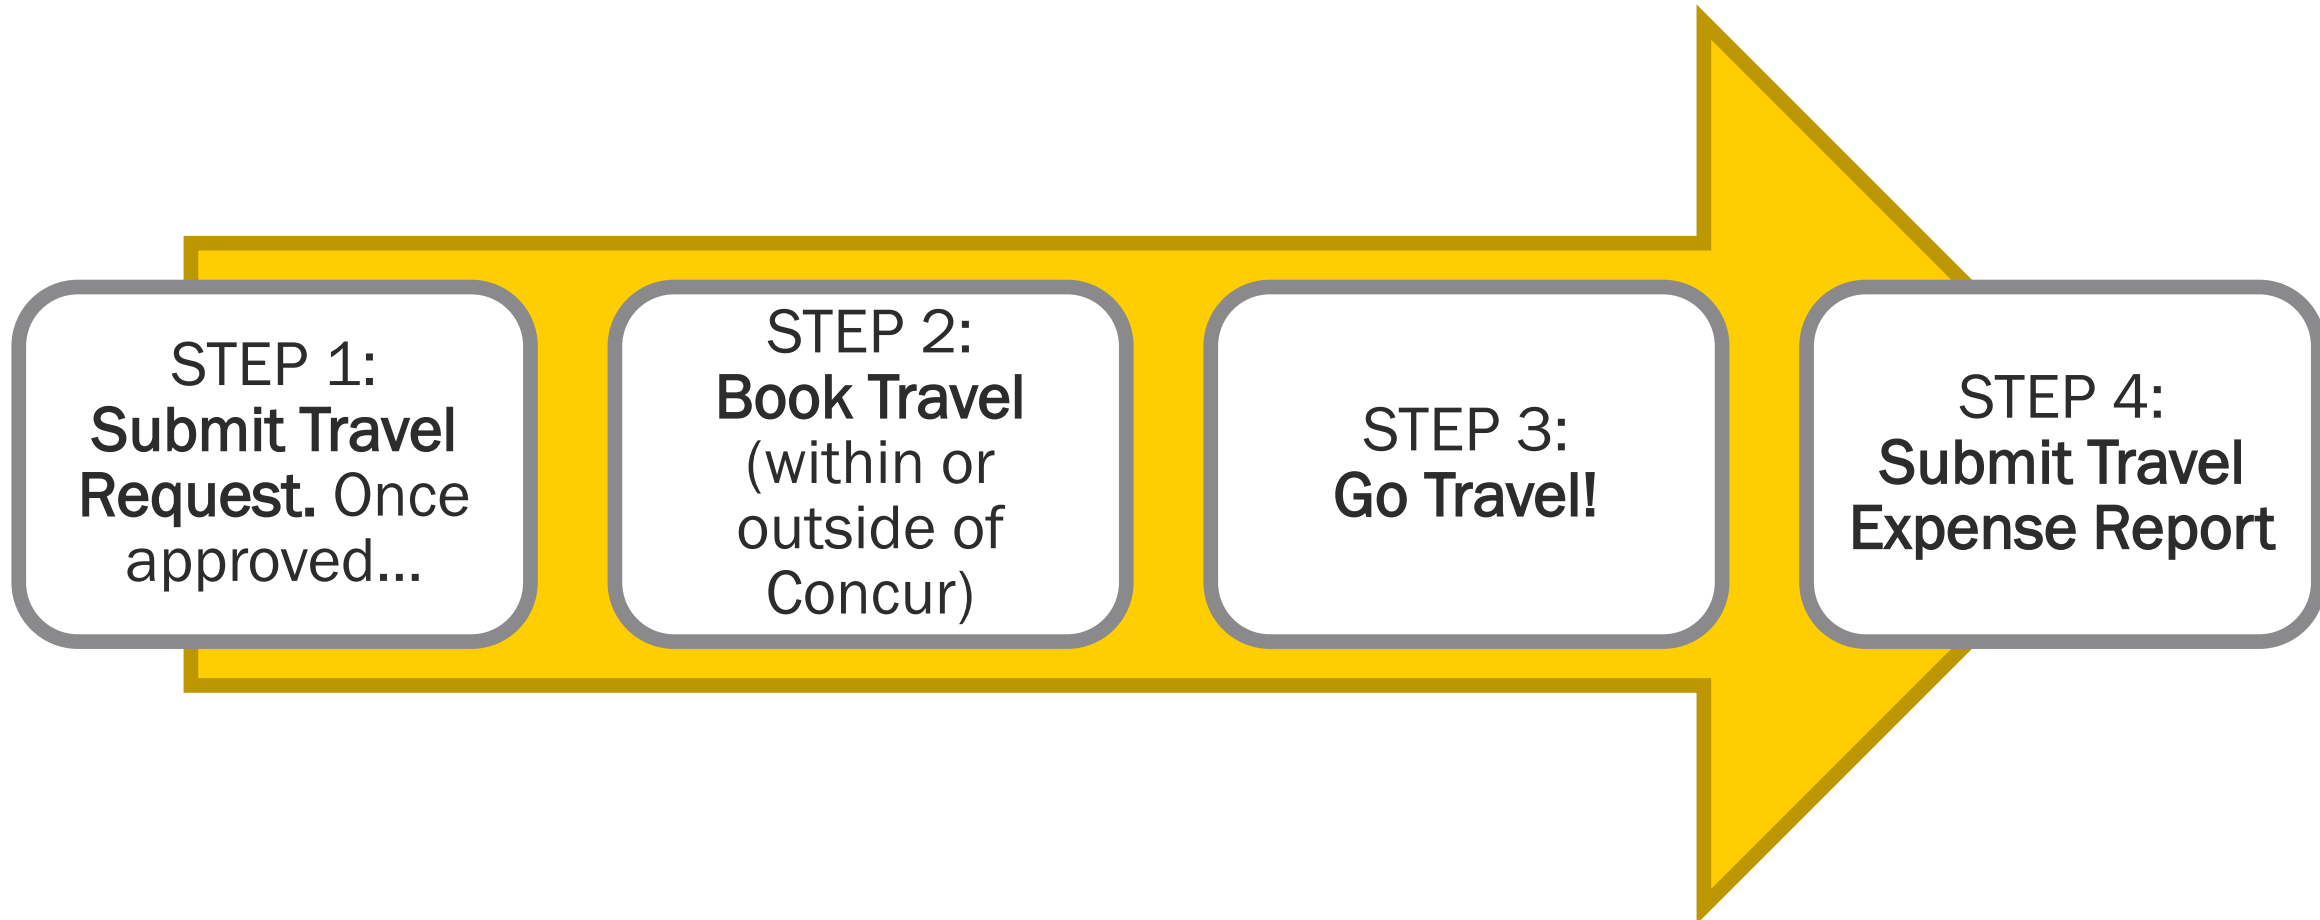 STEP 1:
Submit Travel
Request. Once
approved...
STEP 2:
Book Travel
(within or
outside of
Concur)
STEP 3:
Go Travel!
STEP 4:
Submit Travel
Expense Report